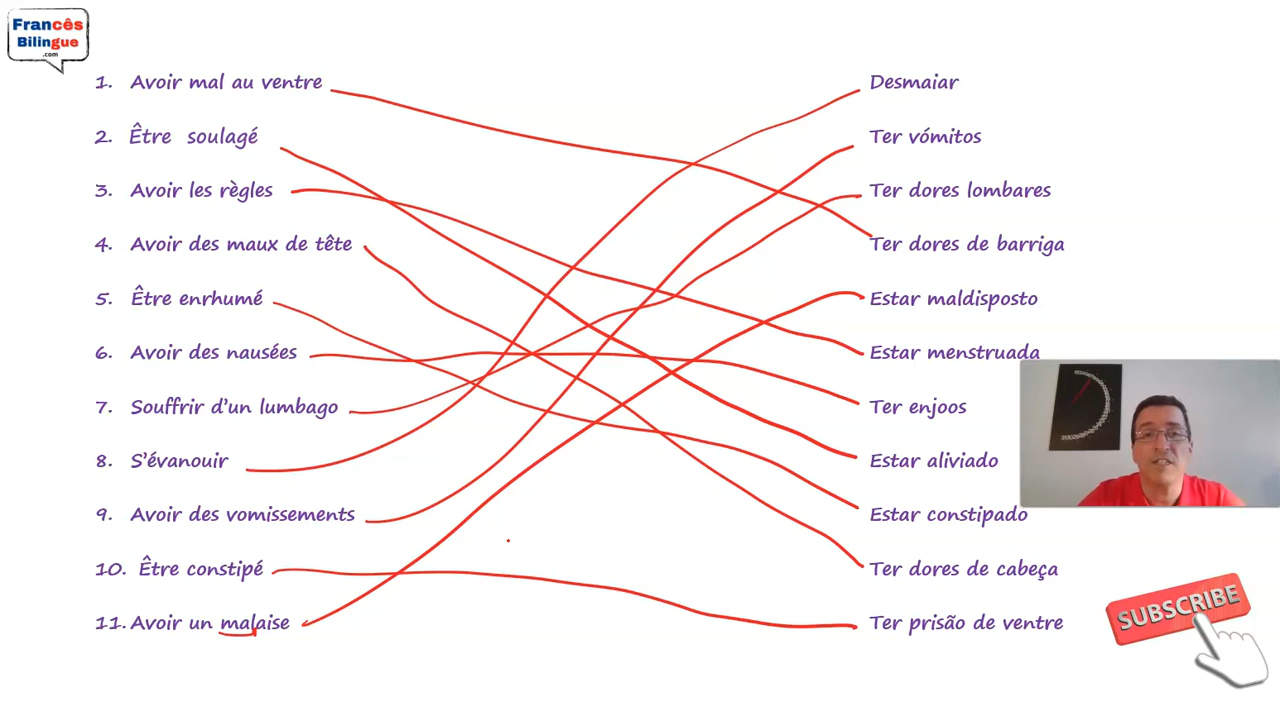 Francês
Bilingue
.com
1. Avoir mal au ventre
Desmaiar
2. Être soulagé
Ter vómitos
3. Avoir les règles
Ter dores lombares
4. Avoir des maux de tête
Ter dores de barriga
5. Être enrhumé
Estar maldisposto
6. Avoir des nausées
Estar menstruada
7. Souffrir d'un lumbago
Ter enjoos
8. S'évanouir
Estar aliviado
9. Avoir des vomissements
Estar constipado
10. Être constipé
Ter dores de cabeça
11. Avoir un malaise
Ter prisão de ventre
SUBSCRIBE